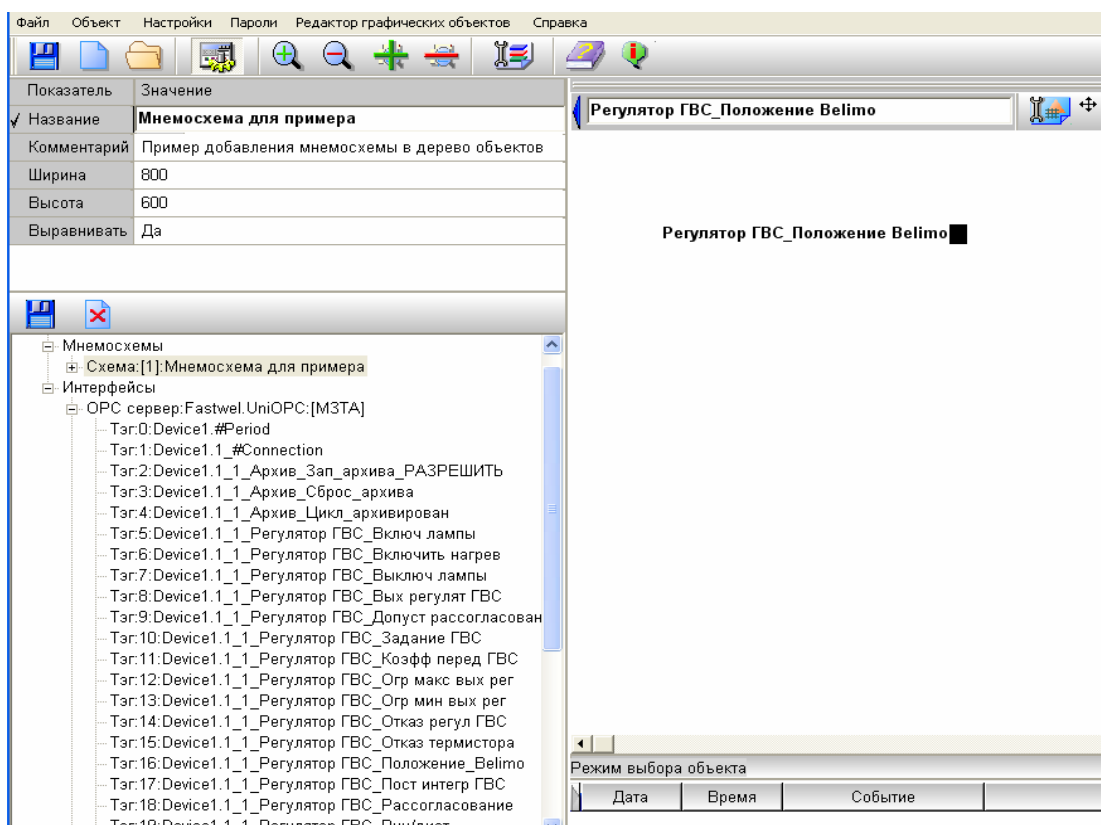 Файл Объект Настройки Пароли Редактор графических объектов Справка
Показатель Значение
Название Мнемосхема для примера
Комментарий Пример добавления мнемосхемы в дерево объектов
Ширина 800
Высота 600
Выравнивать Да
Мнемосхемы
Схема:[1]:Мнемосхема для примера
Интерфейсы
OPC сервер:Fastwel.UniOPC:[МЗТА]
Тэг:0:Device1.#Period
Тэг:1:Device1.1_#Connection
Тэг:2:Device1.1_1_Архив_Зап_архива_РАЗРЕШИТЬ
Тэг:3:Device1.1_1_Архив_Сброс_архива
Тэг:4:Device1.1_1_Архив_Цикл_архивирован
Тэг:5:Device1.1_1_Регулятор ГВС_Включ лампы
Тэг:6:Device1.1_1_Регулятор ГВС_Включить нагрев
Тэг:7:Device1.1_1_Регулятор ГВС_Выключ лампы
Тэг:8:Device1.1_1_Регулятор ГВС_Вых регулят ГВС
Тэг:9:Device1.1_1_Регулятор ГВС_Допуст рассогласован
Тэг:10:Device1.1_1_Регулятор ГВС_Задание ГВС
Тэг:11:Device1.1_1_Регулятор ГВС_Коэфф перед ГВС
Тэг:12:Device1.1_1_Регулятор ГВС_Огр макс вых рег
Тэг:13:Device1.1_1_Регулятор ГВС_Огр мин вых рег
Тэг:14:Device1.1_1_Регулятор ГВС_Отказ регул ГВС
Тэг:15:Device1.1_1_Регулятор ГВС_Отказ термистора
Тэг:16:Device1.1_1_Регулятор ГВС_Положение_Belimo
Тэг:17:Device1.1_1_Регулятор ГВС_Пост интегр ГВС
Тэг:18:Device1.1_1_Регулятор ГВС_Рассогласование
Регулятор ГВС_Положение Belimo
Регулятор ГВС_Положение Belimo
Режим выбора объекта
Дата Время Событие